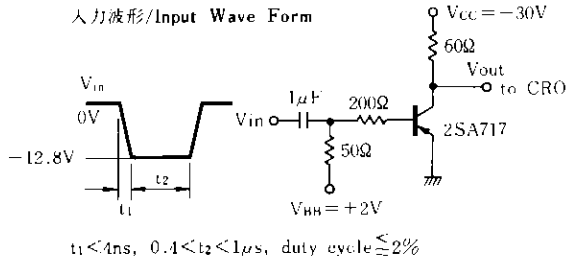 入力波形/Input Wave Form
Vin
0V
-12.8V
t1
t2
VCC=-30V
60Ω
Vout
to CRO
1μF
200Ω
Vin
2SA717
50Ω
VBB=+2V
t1<4ns, 0.4<t2<1μs, duty cycle≦2%